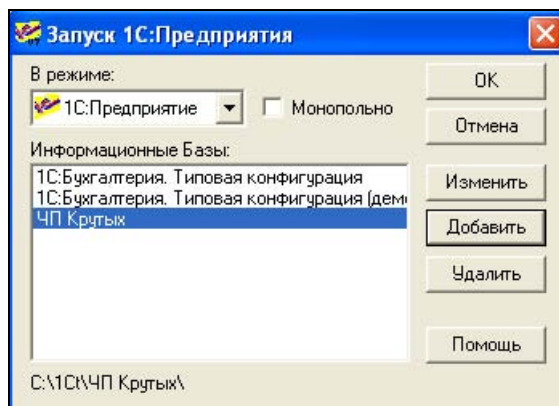 Запуск 1С:Предприятия
В режиме:
1С:Предприятие
Монопольно
Информационные Базы:
1С:Бухгалтерия. Типовая конфигурация
1С:Бухгалтерия. Типовая конфигурация (демо
ЧП Крутых
C:\1Ct\ЧП Крутых\
OK
Отмена
Изменить
Добавить
Удалить
Помощь